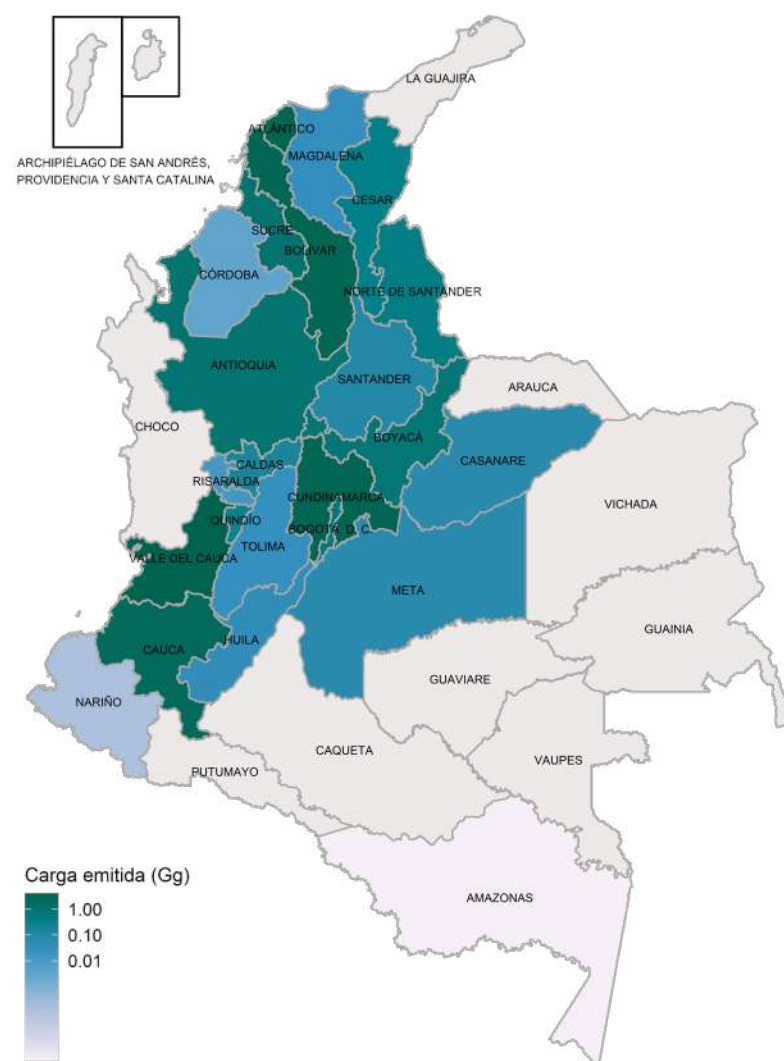 LA GUAJIRA
ATLÁNTICO
MAGDALENA
ARCHIPIÉLAGO DE SAN ANDRÉS,
PROVIDENCIA Y SANTA CATALINA
CESAR
SUCRE
BOLÍVAR
CÓRDOBA
NORTE DE SANTANDER
ANTIOQUIA
SANTANDER
ARAUCA
CHOCO
BOYACÁ
CALDAS
CASANARE
RISARALDA
CUNDINAMARCA
VICHADA
QUINDÍO
BOGOTÁ, D. C.
TOLIMA
VALLE DEL CAUCA
META
GUAINIA
HUILA
CAUCA
GUAVIARE
NARIÑO
CAQUETA
VAUPES
PUTUMAYO
Carga emitida (Gg)
1.00
0.10
0.01
AMAZONAS